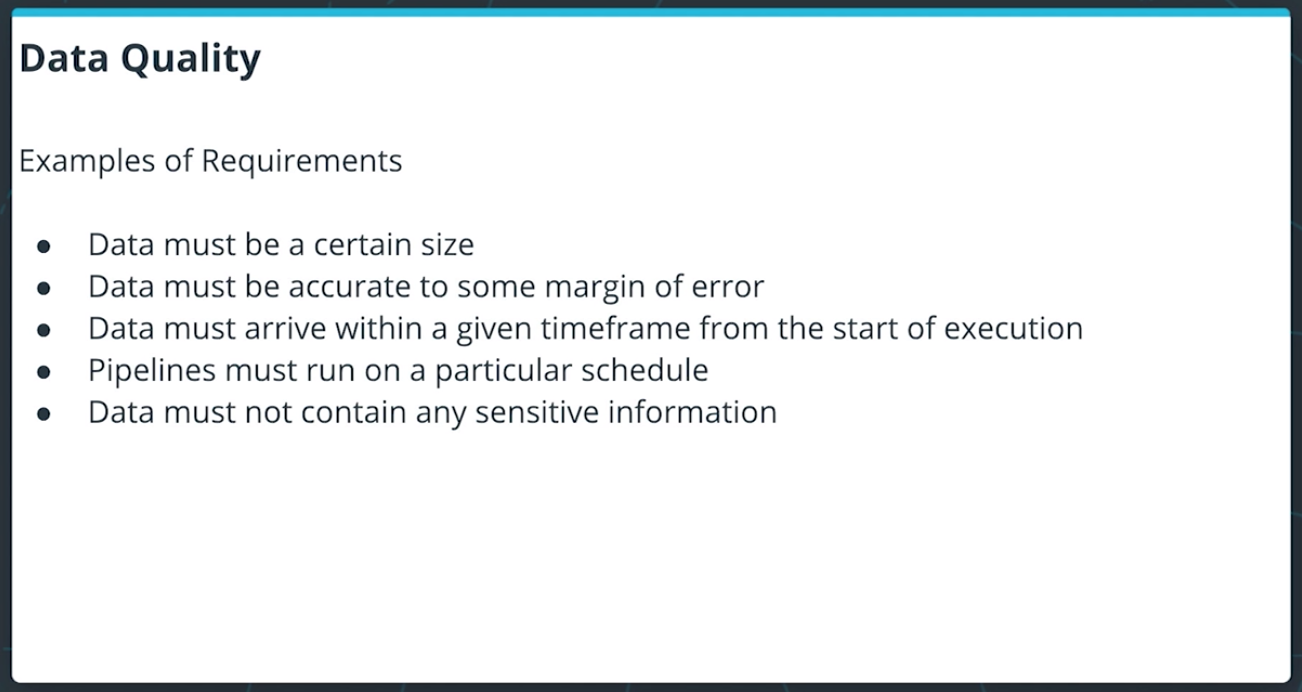 Data Quality
Examples of Requirements
● Data must be a certain size
● Data must be accurate to some margin of error
● Data must arrive within a given timeframe from the start of execution
● Pipelines must run on a particular schedule
● Data must not contain any sensitive information